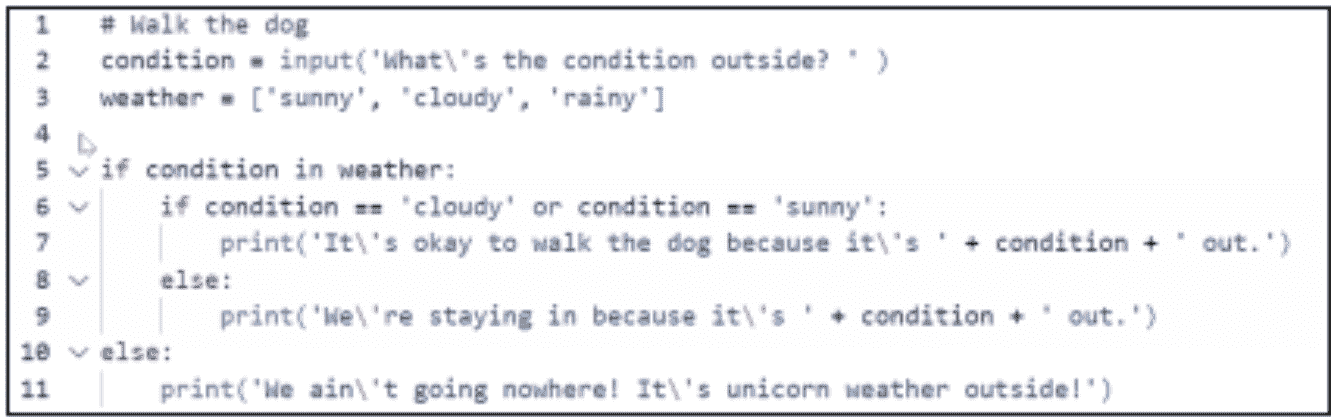 1 # Walk the dog
2 condition = input('What\'s the condition outside? ' )
3 weather = ['sunny', 'cloudy', 'rainy']
4
5 if condition in weather:
6 if condition == 'cloudy' or condition == 'sunny':
7 print('It\'s okay to walk the dog because it\'s ' + condition + ' out.')
8 else:
9 print('We\'re staying in because it\'s ' + condition + ' out.')
10 else:
11 print('We ain\'t going nowhere! It\'s unicorn weather outside!')